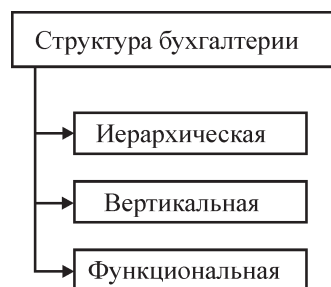 Структура бухгалтерии
Иерархическая
Вертикальная
Функциональная